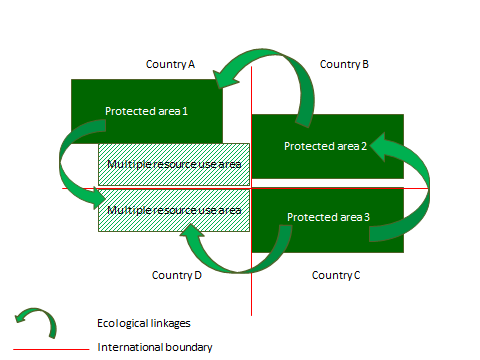 Country A
Country B
Protected area 1
Protected area 2
Multiple resource use area
Multiple resource use area
Protected area 3
Country D
Country C
Ecological linkages
International boundary